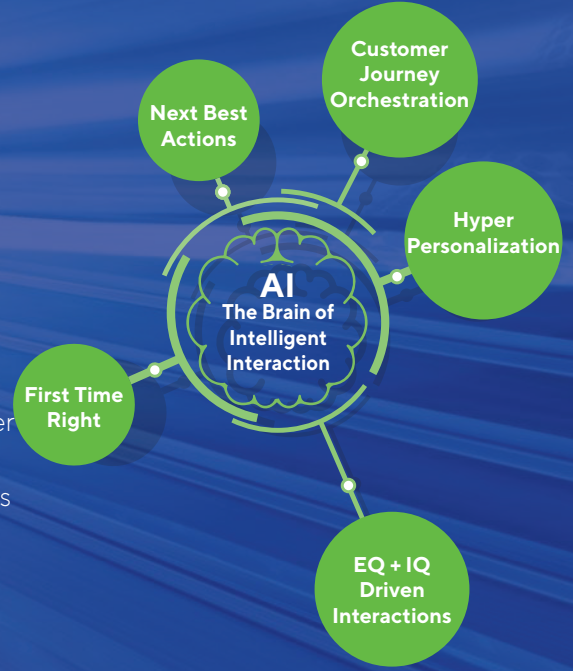 Customer
Journey
Orchestration
Next Best
Actions
Hyper
Personalization
AI
The Brain of
Intelligent
Interaction
First Time
Right
er
s
EQ + IQ
Driven
Interactions